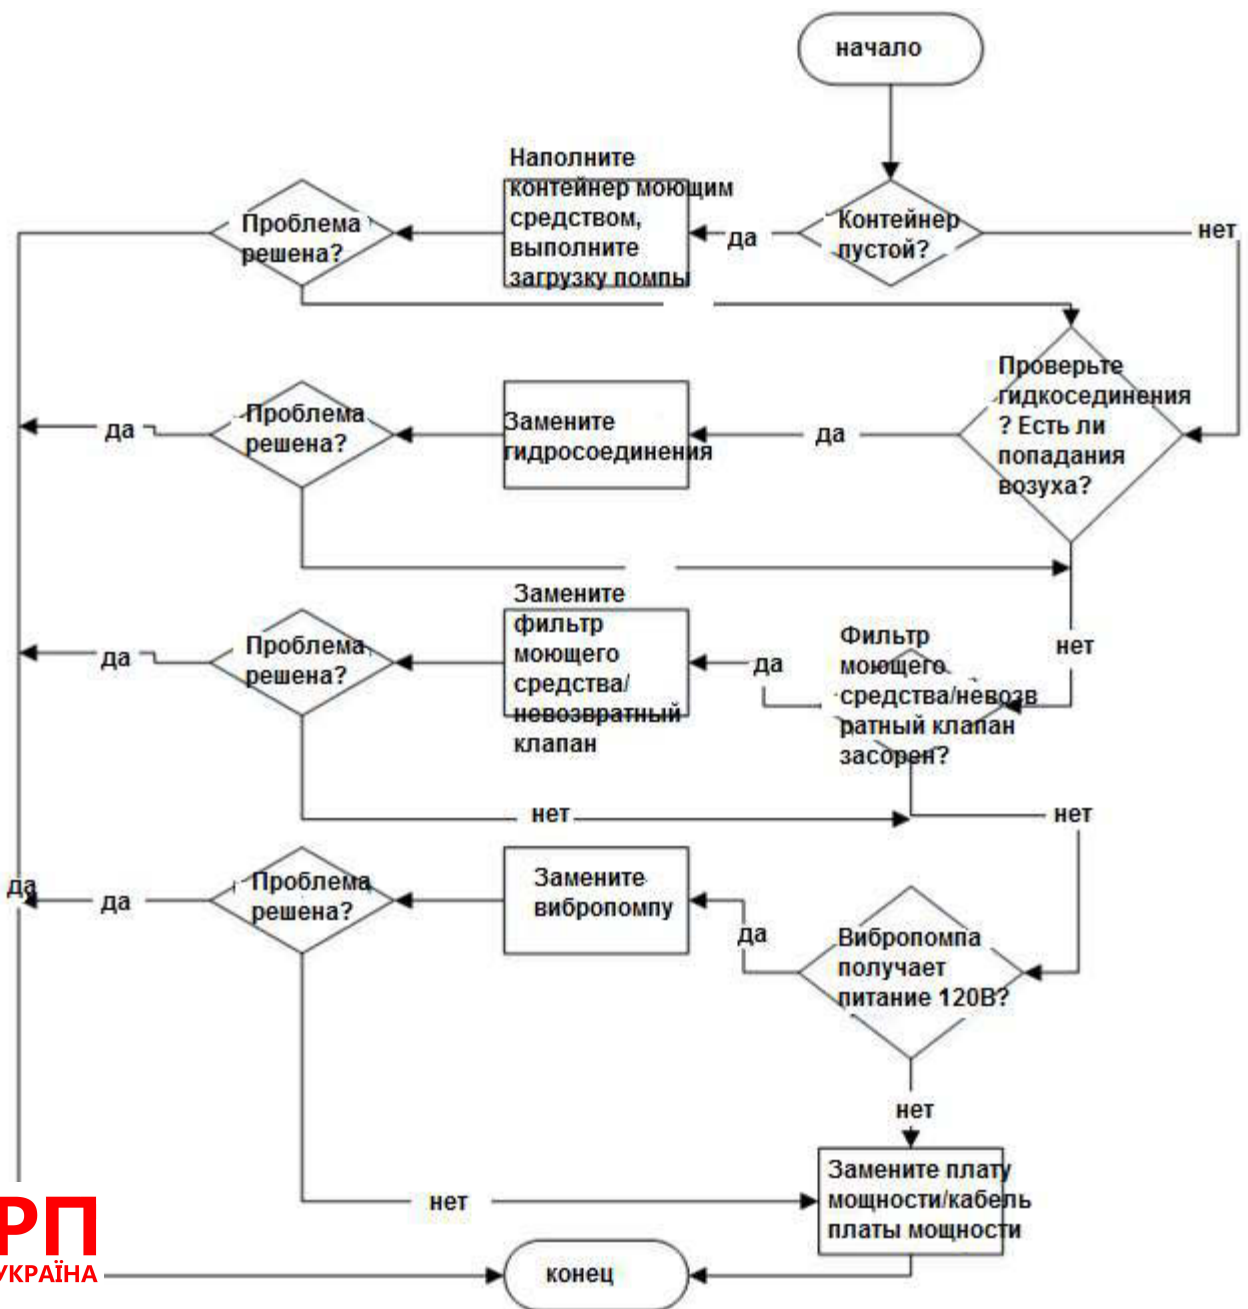 начало
Наполните
контейнер моющим
средством,
выполните
загрузку помпы
Проблема
решена?
Контейнер
пустой?
да
нет
Проверьте
гидкосединения
? Есть ли
попадания
возуха?
Проблема
решена?
Замените
гидросоединения
да
да
Замените
фильтр
моющего
средства/
невозвратный
клапан
Проблема
решена?
Фильтр
моющего
средства/невозв
ратный клапан
засорен?
нет
да
да
нет
нет
Проблема
решена?
Замените
вибропомпу
да
да
да
Вибропомпа
получает
питание 120В?
нет
Замените плату
мощности/кабель
платы мощности
нет
РП
УКРАЇНА
конец